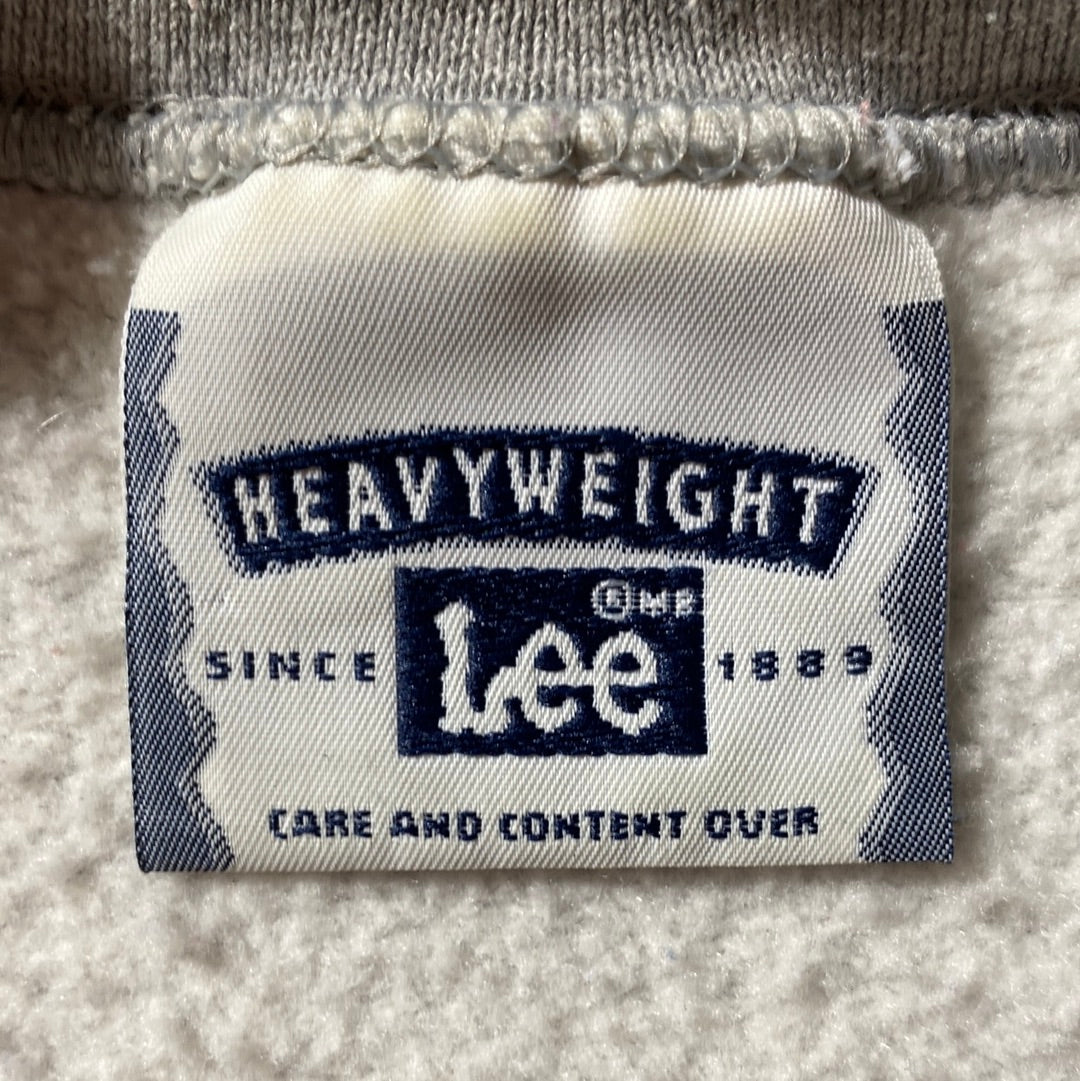 HEAVYWEIGHT
Lee
SINCE 1889
CARE AND CONTENT OVER